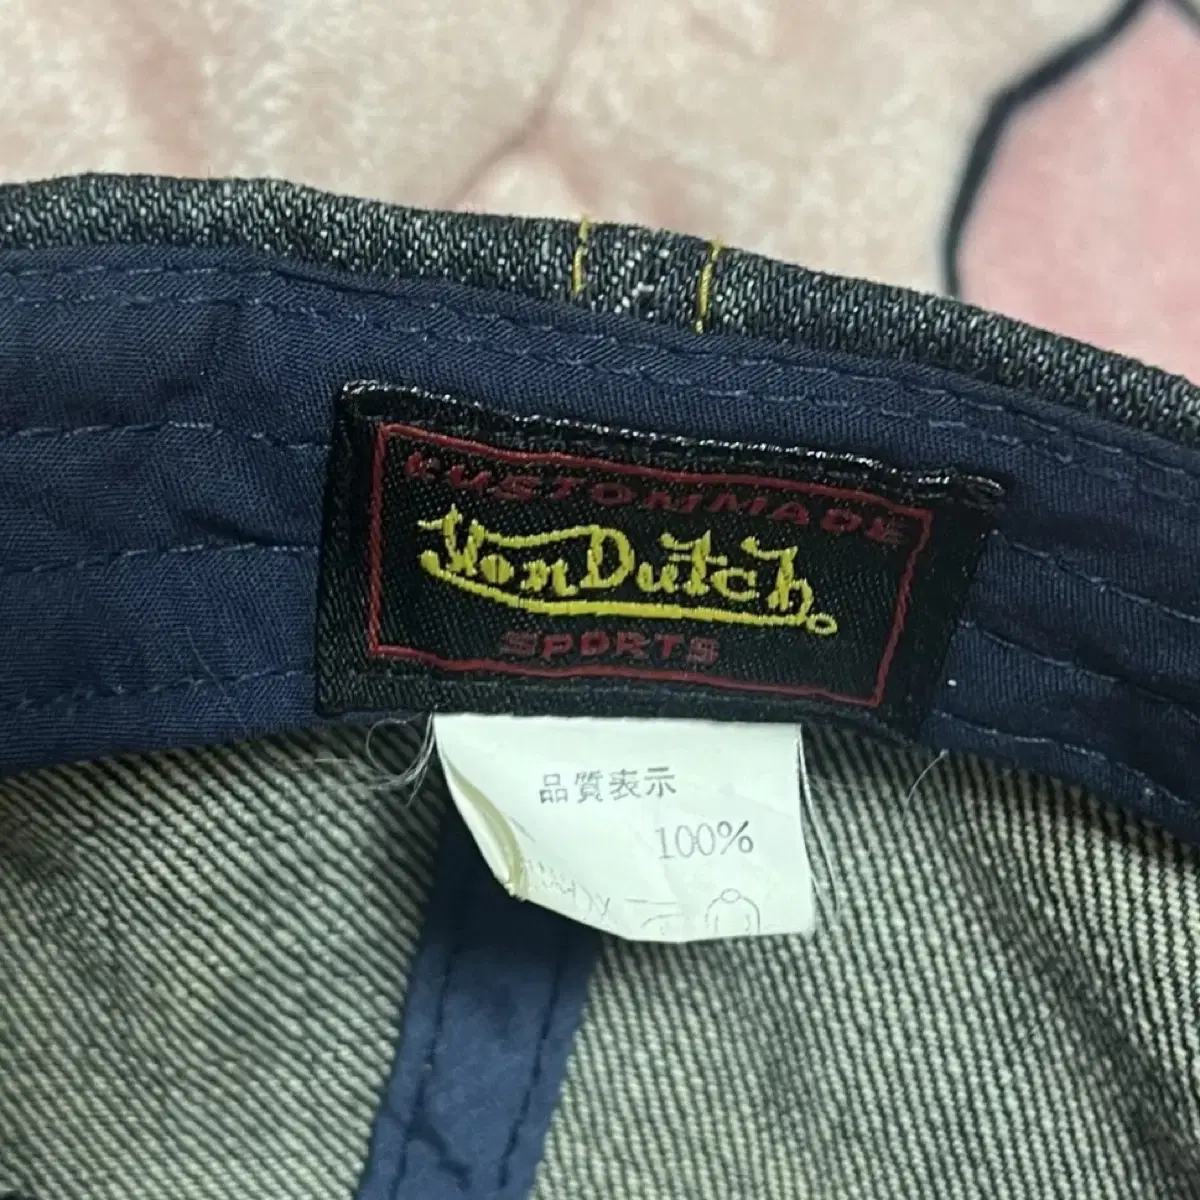 KUSTOMMADE
Von Dutch
SPORTS
品質表示
100%